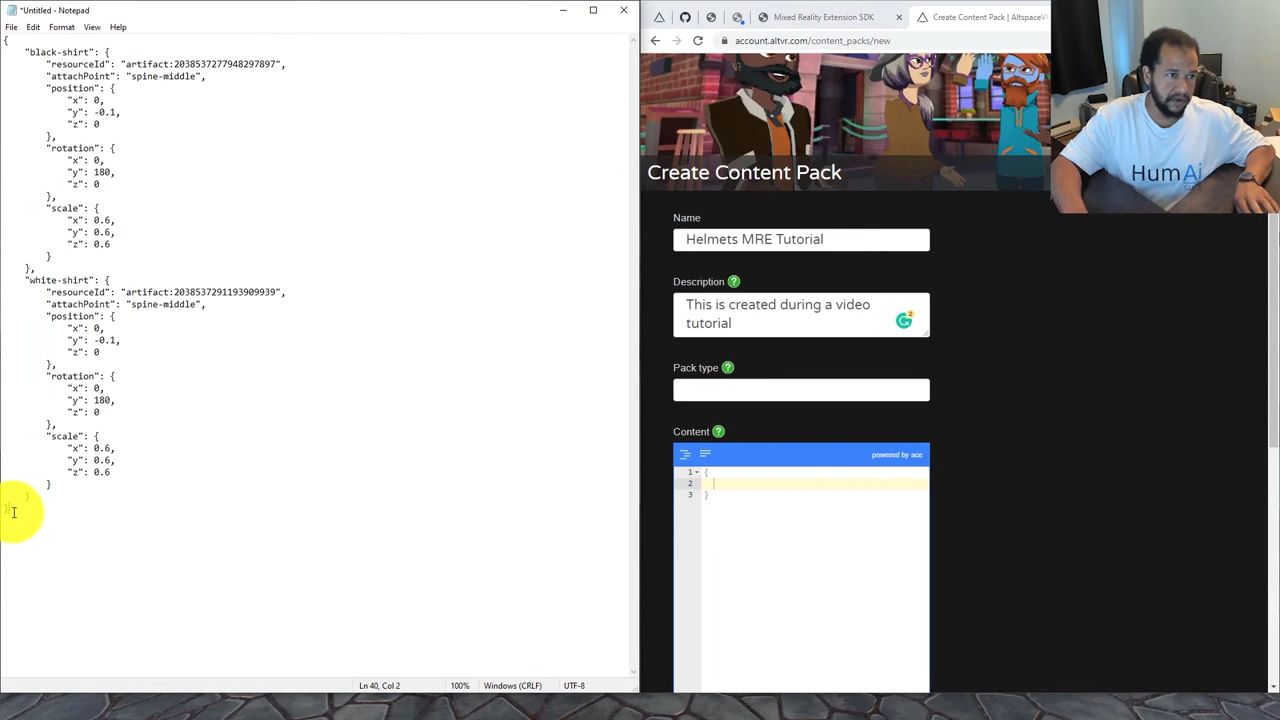 *Untitled - Notepad
File Edit Format View Help
{
"black-shirt": {
"resourceId": "artifact:2038537277948297897",
"attachPoint": "spine-middle",
"position": {
"x": 0,
"y": -0.1,
"z": 0
},
"rotation": {
"x": 0,
"y": 180,
"z": 0
},
"scale": {
"x": 0.6,
"y": 0.6,
"z": 0.6
}
},
"white-shirt": {
"resourceId": "artifact:2038537291193909939",
"attachPoint": "spine-middle",
"position": {
"x": 0,
"y": -0.1,
"z": 0
},
"rotation": {
"x": 0,
"y": 180,
"z": 0
},
"scale": {
"x": 0.6,
"y": 0.6,
"z": 0.6
}
}
}
Ln 40, Col 2 100% Windows (CRLF) UTF-8
Mixed Reality Extension SDK
Create Content Pack | AltspaceV
account.altvr.com/content_packs/new
Create Content Pack
Name
Helmets MRE Tutorial
Description
This is created during a video
tutorial
2
Pack type
Content
powered by ace
1 {
2
3 }
HumAi